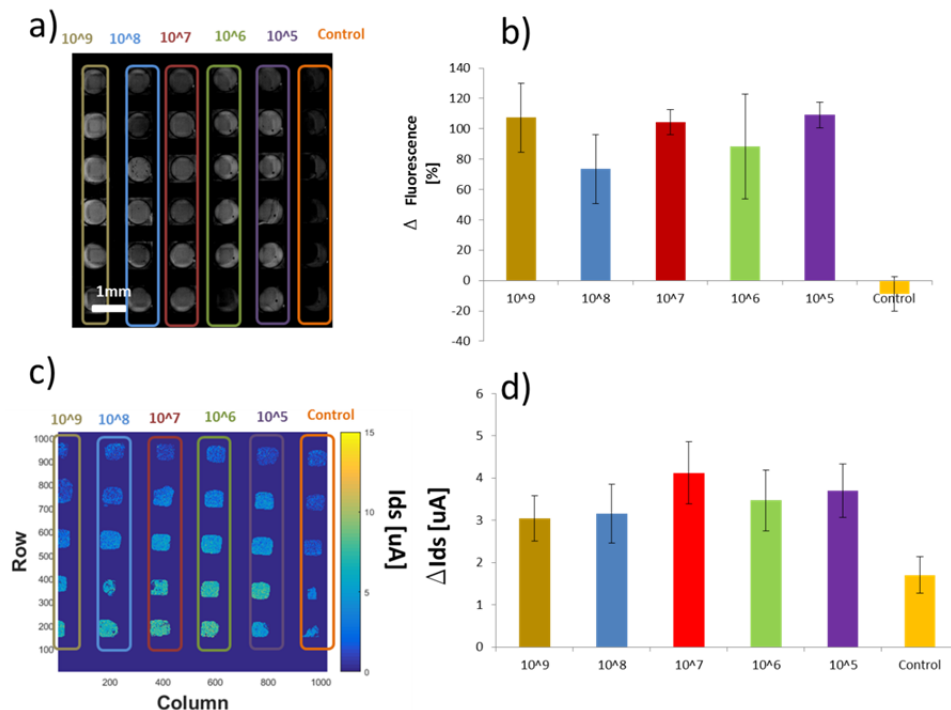 a)
10^9 10^8 10^7 10^6 10^5 Control
1mm
b)
Δ Fluorescence
[%]
140
120
100
80
60
40
20
0
-20
-40
10^9 10^8 10^7 10^6 10^5 Control
c)
10^9 10^8 10^7 10^6 10^5 Control
Row
1000
900
800
700
600
500
400
300
200
100
200 400 600 800 1000
Column
15
10
5
0
Ids [uA]
d)
△Ids [uA]
6
5
4
3
2
1
0
10^9 10^8 10^7 10^6 10^5 Control